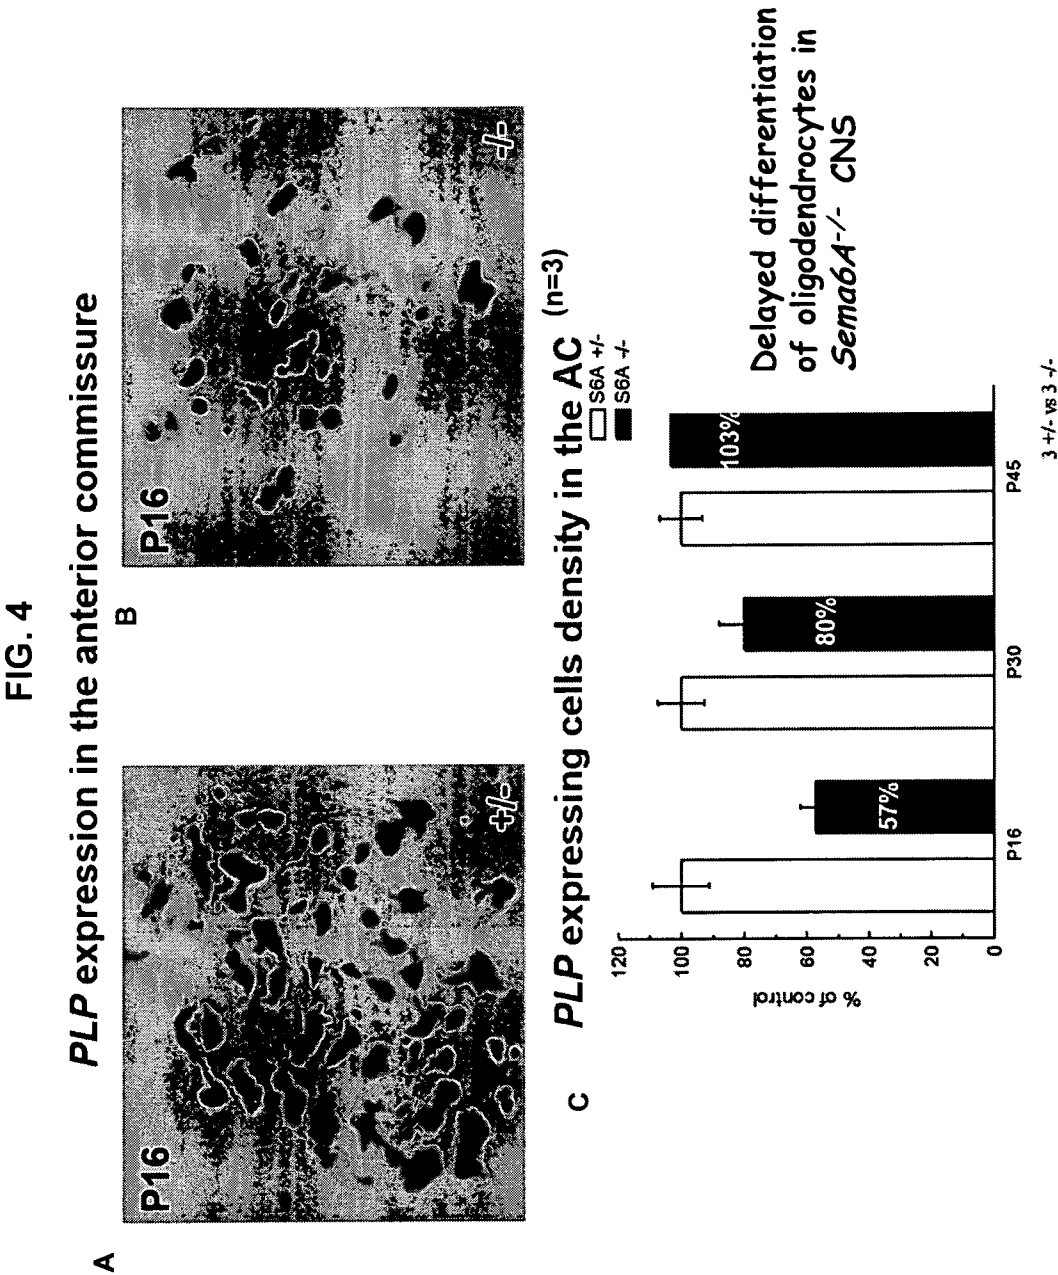 FIG. 4
PLP expression in the anterior commissure
A
P16
+/-
B
P16
-/-
C
PLP expressing cells density in the AC (n=3)
S6A +/-
S6A -/-
% of control
120
100
80
60
40
20
0
57%
80%
103%
P16
P30
P45
Delayed differentiation
of oligodendrocytes in
Sema6A-/- CNS
3 +/- vs 3 -/-